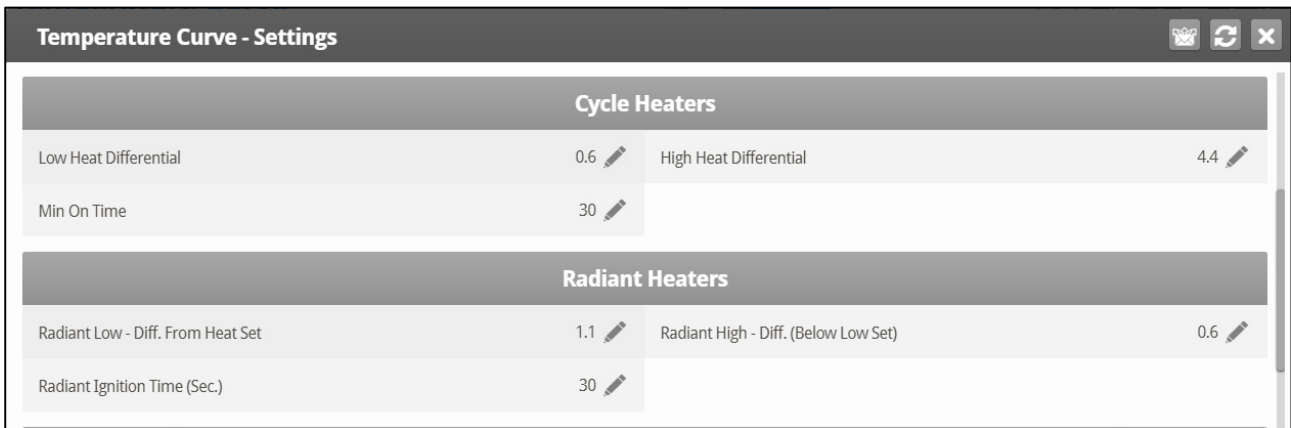 Temperature Curve - Settings
Cycle Heaters
Low Heat Differential 0.6 High Heat Differential 4.4
Min On Time 30
Radiant Heaters
Radiant Low - Diff. From Heat Set 1.1 Radiant High - Diff. (Below Low Set) 0.6
Radiant Ignition Time (Sec.) 30